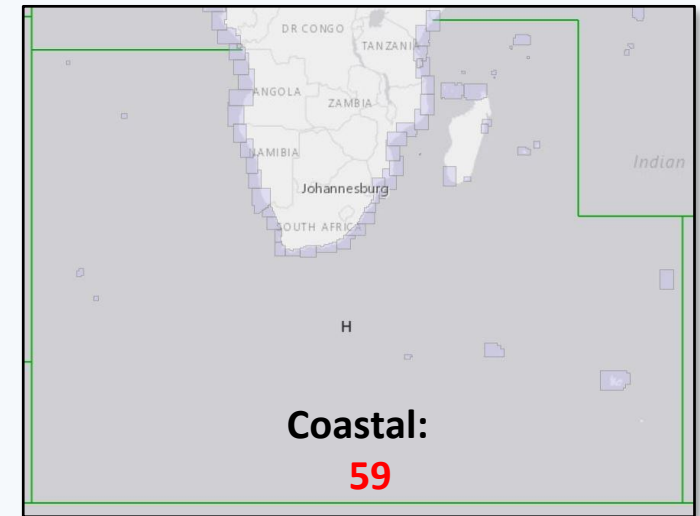 DR CONGO
TANZANIA
ANGOLA
ZAMBIA
NAMIBIA
Indian
Johannesburg
SOUTH AFRICA
H
Coastal:
59